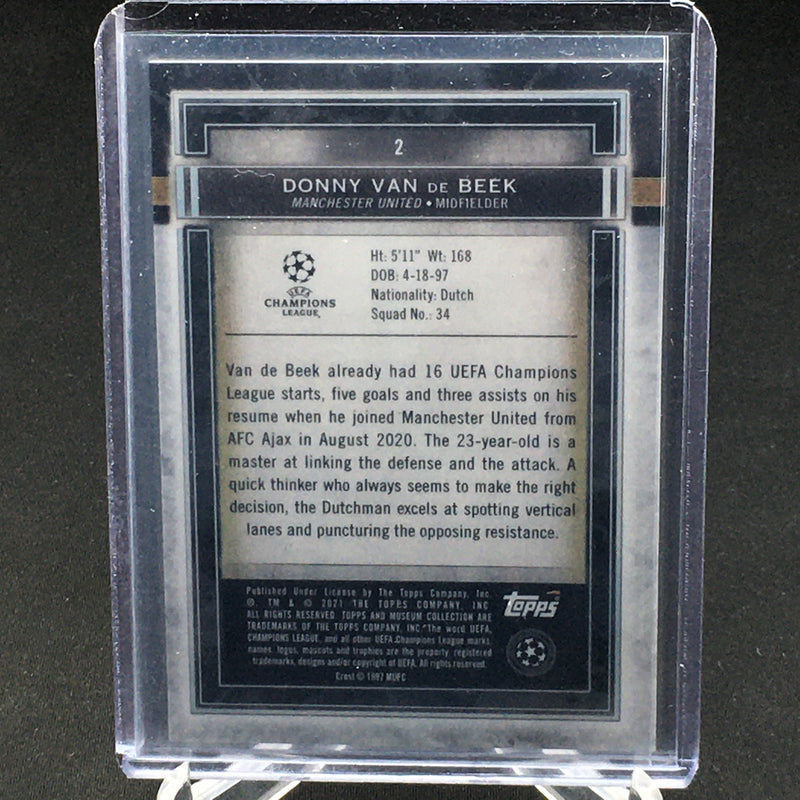 2
DONNY VAN DE BEEK
MANCHESTER UNITED • MIDFIELDER
UEFA
CHAMPIONS
LEAGUE®
Ht: 5'11" Wt: 168
DOB: 4-18-97
Nationality: Dutch
Squad No.: 34
Van de Beek already had 16 UEFA Champions
League starts, five goals and three assists on his
resume when he joined Manchester United from
AFC Ajax in August 2020. The 23-year-old is a
master at linking the defense and the attack. A
quick thinker who always seems to make the right
decision, the Dutchman excels at spotting vertical
lanes and puncturing the opposing resistance.
Published Under License by The Topps Company, Inc.
®, TM & © 2021 THE TOPPS COMPANY, INC
ALL RIGHTS RESERVED. TOPPS AND MUSEUM COLLECTION ARE
TRADEMARKS OF THE TOPPS COMPANY, INC. The word UEFA,
CHAMPIONS LEAGUE, and all other UEFA Champions League marks,
names, logos, mascots and trophies are the property, registered
trademarks, designs and/or copyright of UEFA. All rights reserved.
Crest © 1997 MUFC
topps